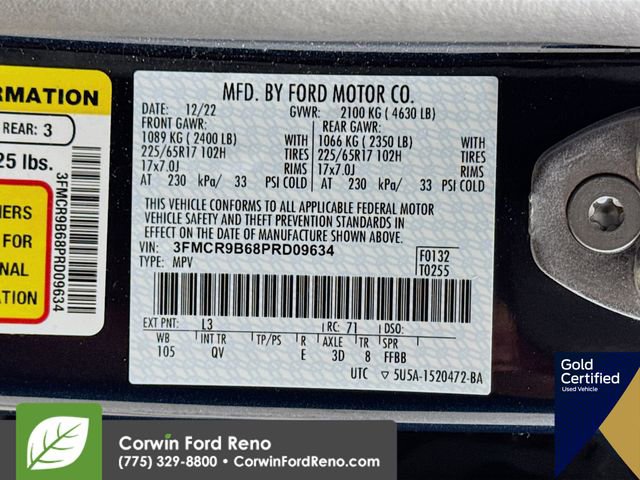 RMATION
REAR: 3
25 lbs.
NERS
FOR
NAL
ATION
3FMCR9B68PRD09634
MFD. BY FORD MOTOR CO.
DATE: 12/22 GVWR: 2100 KG ( 4630 LB)
FRONT GAWR: REAR GAWR:
1089 KG ( 2400 LB) WITH 1066 KG ( 2350 LB) WITH
225/65R17 102H TIRES 225/65R17 102H TIRES
17x7.0J RIMS 17x7.0J RIMS
AT 230 kPa/ 33 PSI COLD AT 230 kPa/ 33 PSI COLD
THIS VEHICLE CONFORMS TO ALL APPLICABLE FEDERAL MOTOR
VEHICLE SAFETY AND THEFT PREVENTION STANDARDS IN
EFFECT ON THE DATE OF MANUFACTURE SHOWN ABOVE.
VIN: 3FMCR9B68PRD09634
TYPE: MPV
F0132
T0255
EXT PNT: L3 RC: 71 DSO:
WB INT TR TP/PS R AXLE TR SPR
105 QV E 3D 8 FFBB
UTC ▽5U5A-1520472-BA
Gold
Certified
Used Vehicle
Corwin Ford Reno
(775) 329-8800 • CorwinFordReno.com